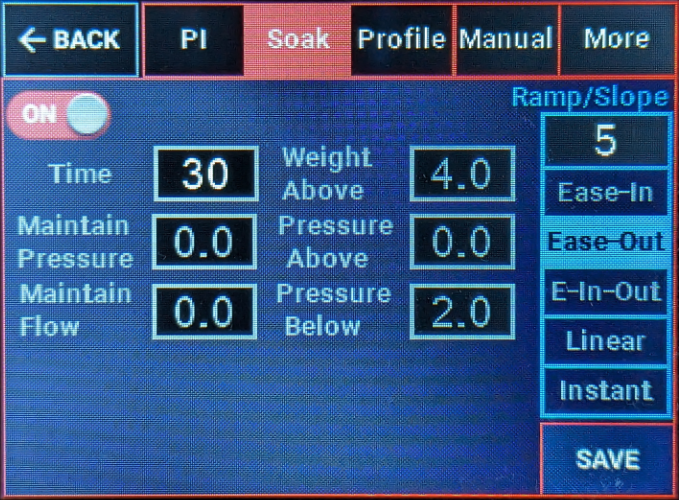 ← BACK
PI
Soak
Profile
Manual
More
ON
Ramp/Slope
Time
30
Weight
Above
4.0
5
Ease-In
Maintain
Pressure
0.0
Pressure
Above
0.0
Ease-Out
Maintain
Flow
0.0
Pressure
Below
2.0
E-In-Out
Linear
Instant
SAVE